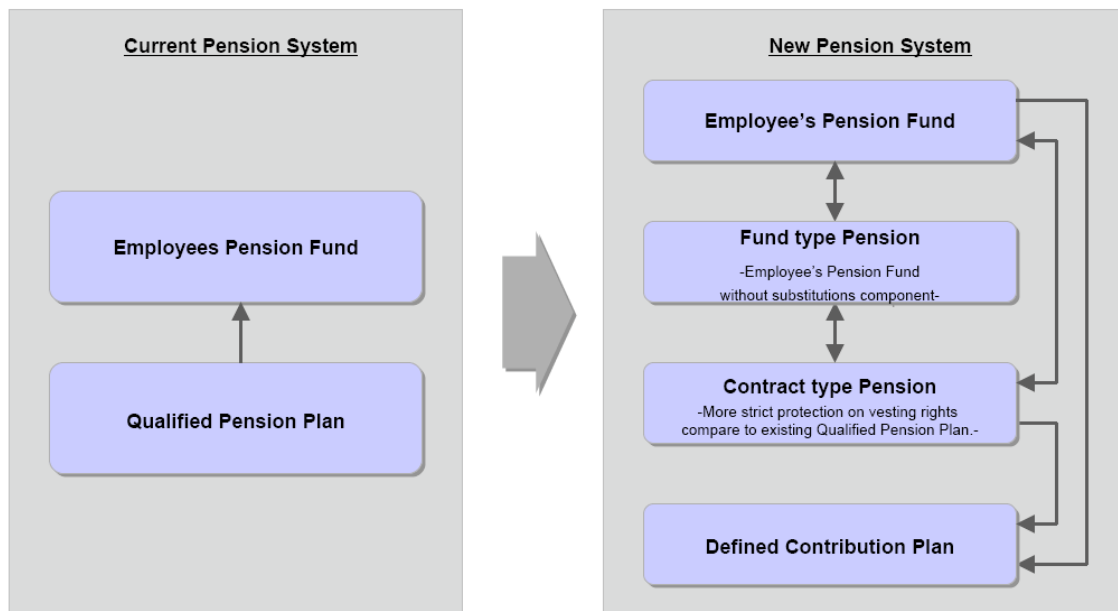 Current Pension System
Employees Pension Fund
Qualified Pension Plan
New Pension System
Employee's Pension Fund
Fund type Pension
-Employee's Pension Fund
without substitutions component-
Contract type Pension
-More strict protection on vesting rights
compare to existing Qualified Pension Plan.-
Defined Contribution Plan